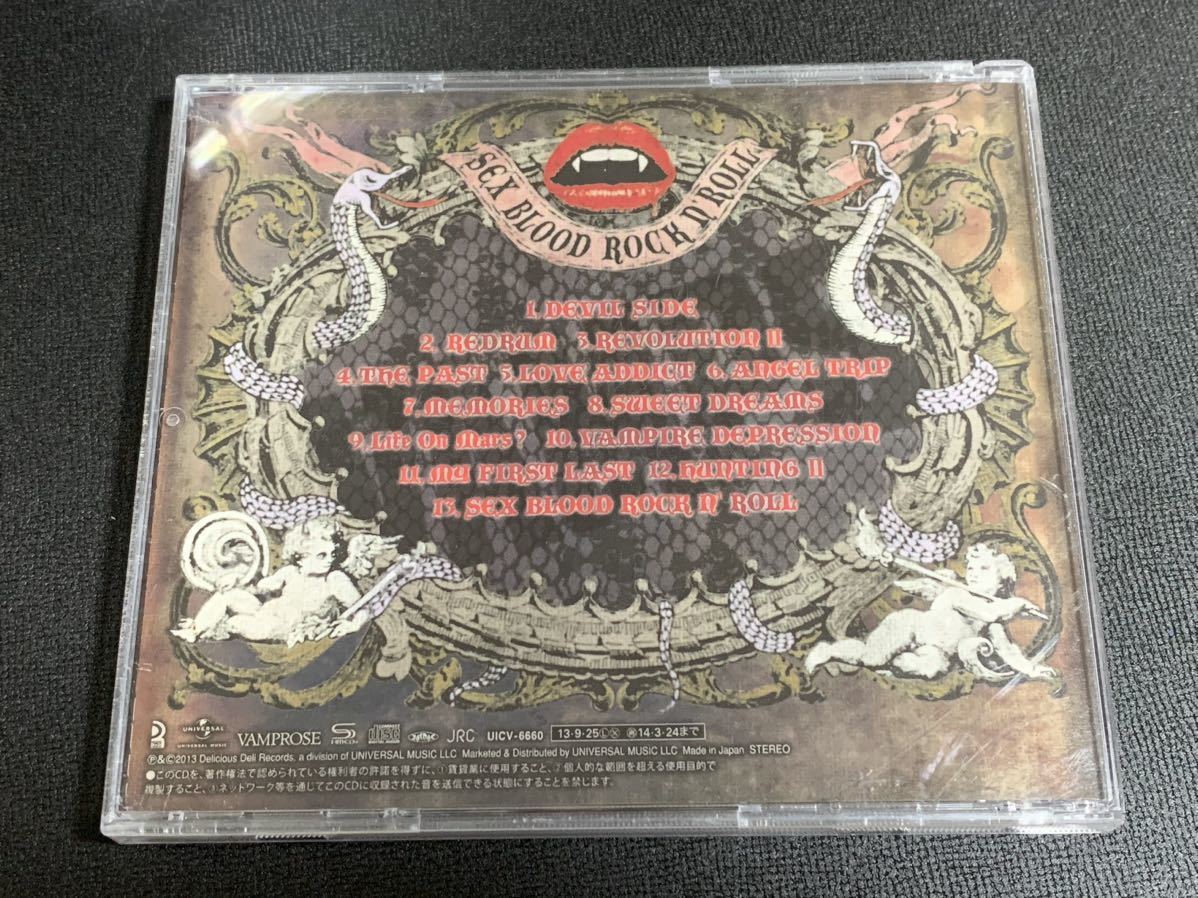 SEX BLOOD ROCK N ROLL
1. DEVIL SIDE
2. REDRUM 3. REVOLUTION II
4. THE PAST 5. LOVE ADDICT 6. ANGEL TRIP
7. MEMORIES 8. SWEET DREAMS
9. Life On Mars? 10. VAMPIRE DEPRESSION
11. MY FIRST LAST 12. HUNTING II
13. SEX BLOOD ROCK N' ROLL
UNIVERSAL
UNIVERSAL MUSIC
VAMPROSE SHM-CD COMPACT disc DIGITAL AUDIO JRC UICV-6660 13・9・25 Ⓛ Ⓧ 14・3・24まで
℗&©2013 Delicious Deli Records, a division of UNIVERSAL MUSIC LLC Marketed & Distributed by UNIVERSAL MUSIC LLC Made in Japan STEREO
●このCDを、著作権法で認められている権利者の許諾を得ずに、①賃貸業に使用すること、②個人的な範囲を超える使用目的で
複製すること、③ネットワーク等を通じてこのCDに収録された音を送信できる状態にすることを禁じます。